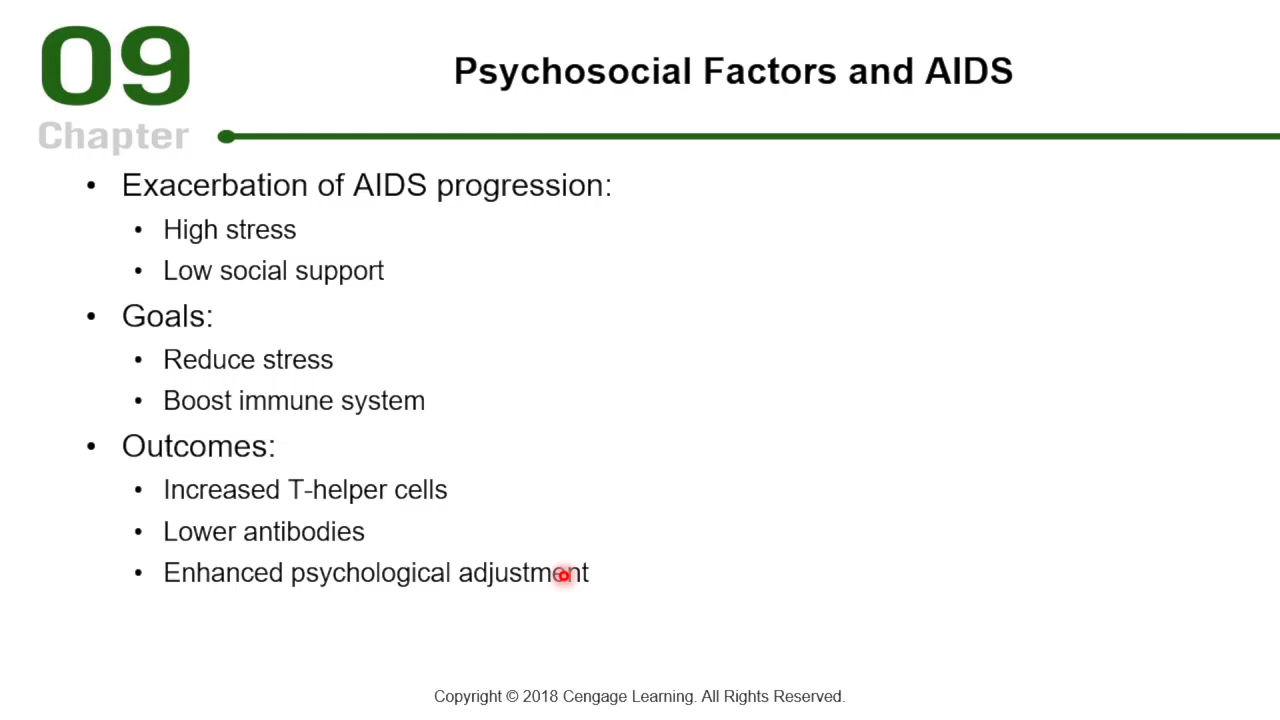 09
Chapter
Psychosocial Factors and AIDS
• Exacerbation of AIDS progression:
• High stress
• Low social support
• Goals:
• Reduce stress
• Boost immune system
• Outcomes:
• Increased T-helper cells
• Lower antibodies
• Enhanced psychological adjustment
Copyright © 2018 Cengage Learning. All Rights Reserved.